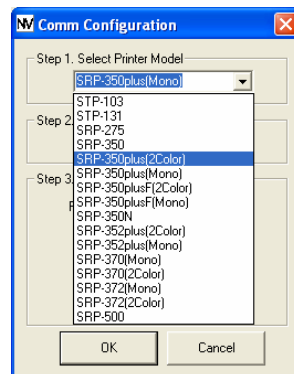 NV Comm Configuration
Step 1. Select Printer Model
SRP-350plus(Mono)
STP-103
STP-131
Step 2.
SRP-275
SRP-350
SRP-350plus(2Color)
SRP-350plus(Mono)
Step 3.
SRP-350plusF(2Color)
SRP-350plusF(Mono)
SRP-350N
SRP-352plus(2Color)
SRP-352plus(Mono)
SRP-370(Mono)
SRP-370(2Color)
SRP-372(Mono)
SRP-372(2Color)
SRP-500
OK
Cancel